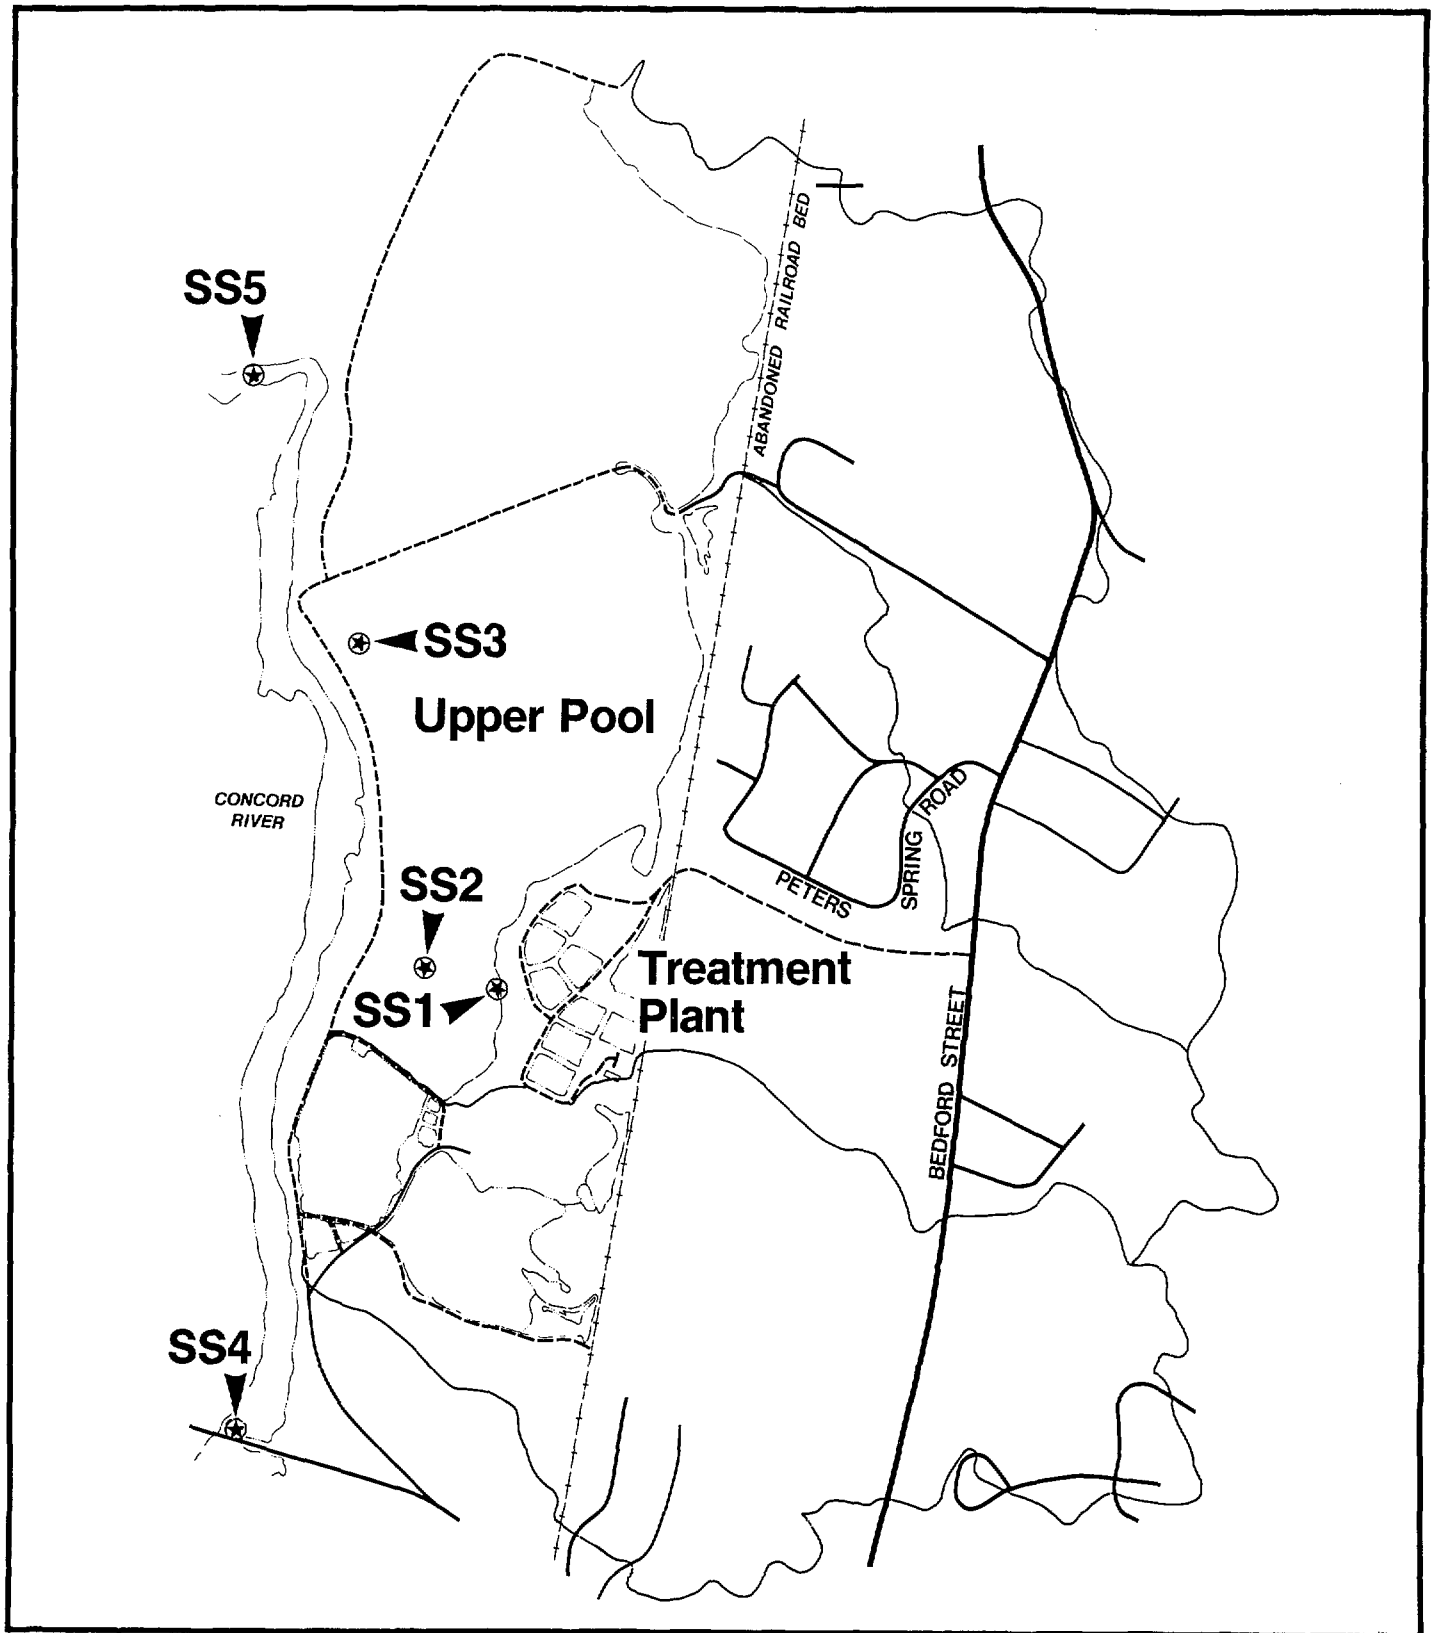 ABANDONED RAILROAD BED
SS5
SS3
Upper Pool
CONCORD
RIVER
SS2
SS1
PETERS
SPRING
ROAD
Treatment
Plant
BEDFORD STREET
SS4